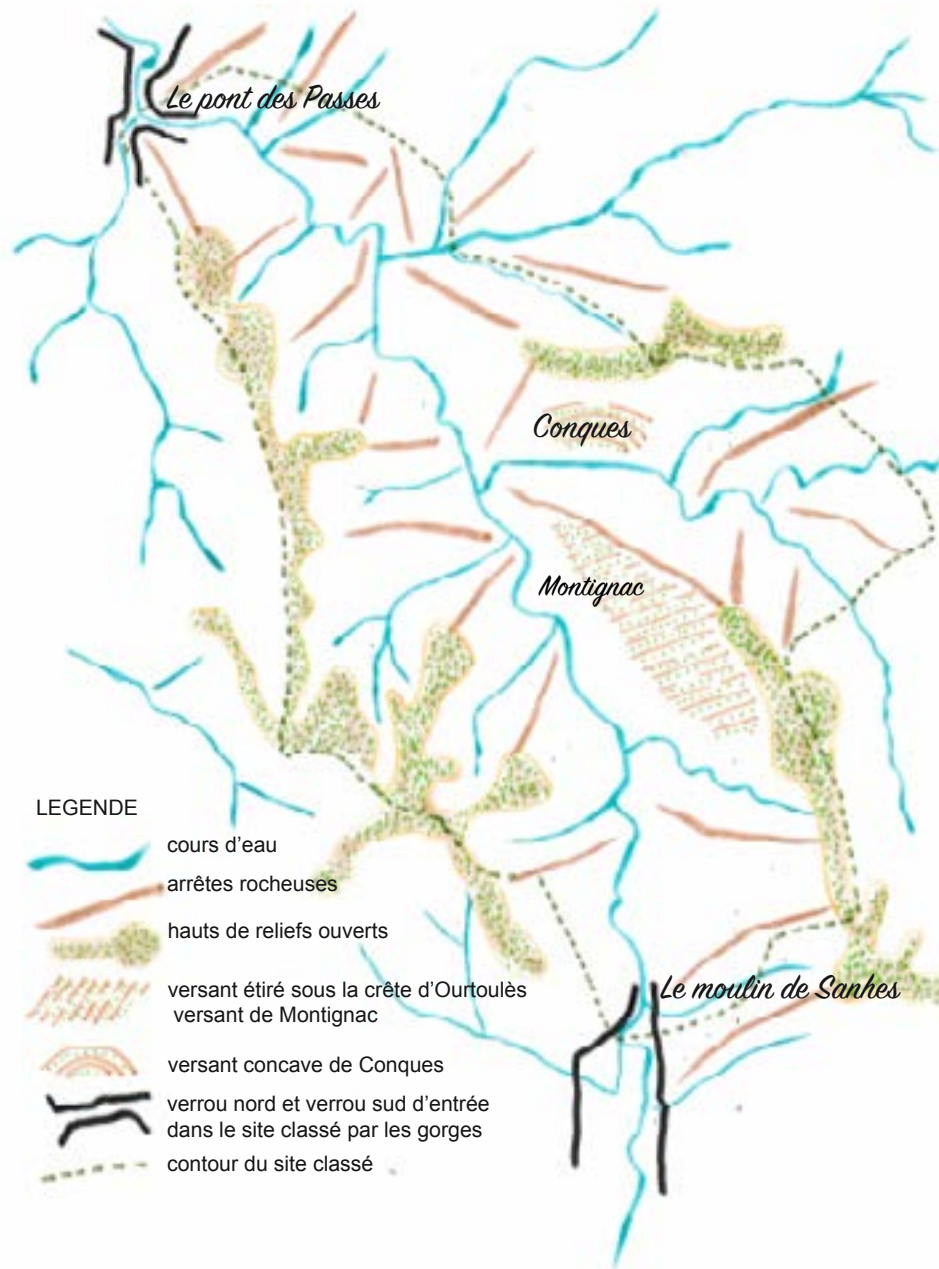 Le pont des Passes
Conques
Montignac
LEGENDE
cours d'eau
arrêtes rocheuses
hauts de reliefs ouverts
versant étiré sous la crête d'Ourtoulès
versant de Montignac
Le moulin de Sanhes
versant concave de Conques
verrou nord et verrou sud d'entrée
dans le site classé par les gorges
contour du site classé